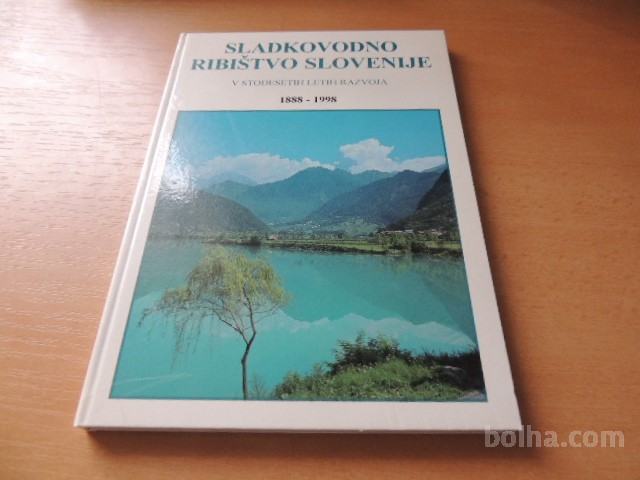 SLADKOVODNO
RIBIŠTVO SLOVENIJE
V STODESETIH LETIH RAZVOJA
1888 - 1998
bolha.com